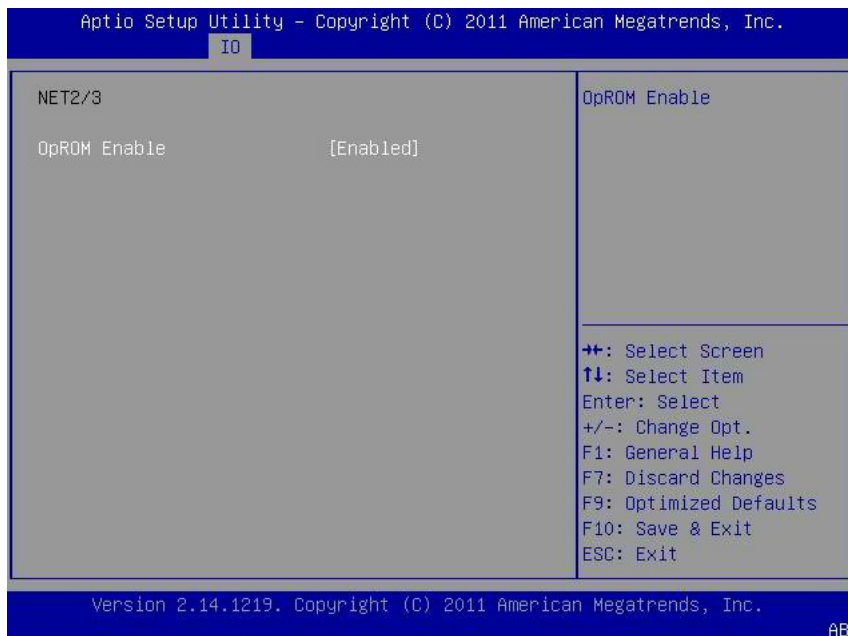 Aptio Setup Utility – Copyright (C) 2011 American Megatrends, Inc.
IO
NET2/3
OpROM Enable [Enabled]
OpROM Enable
→←: Select Screen
↑↓: Select Item
Enter: Select
+/-: Change Opt.
F1: General Help
F7: Discard Changes
F9: Optimized Defaults
F10: Save & Exit
ESC: Exit
Version 2.14.1219. Copyright (C) 2011 American Megatrends, Inc.
AB